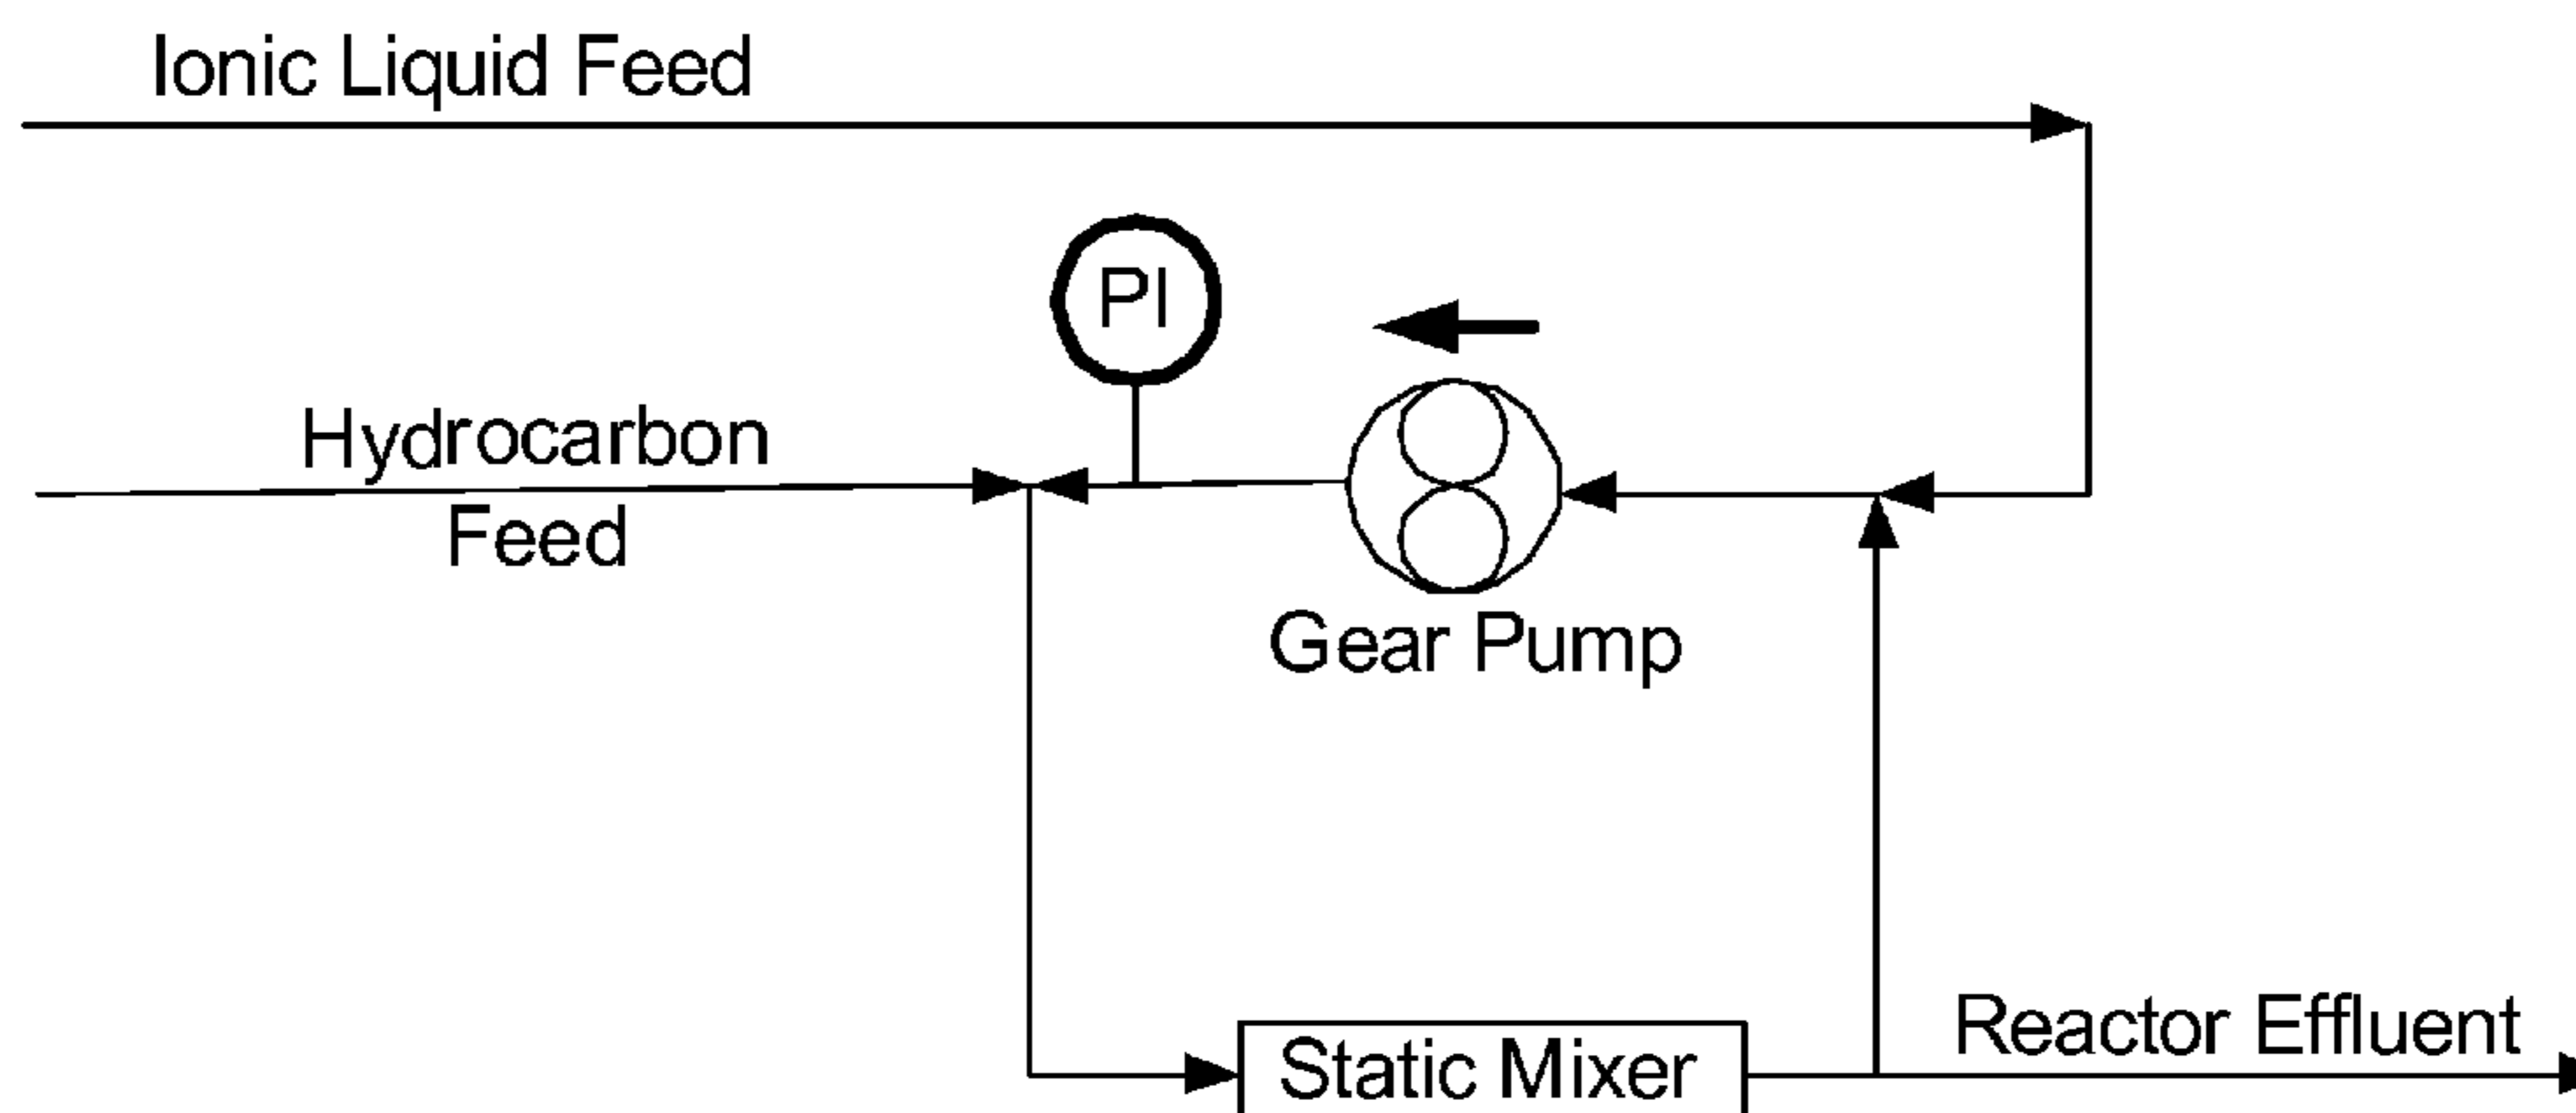 Ionic Liquid Feed
PI
Hydrocarbon
Feed
Gear Pump
Reactor Effluent
Static Mixer